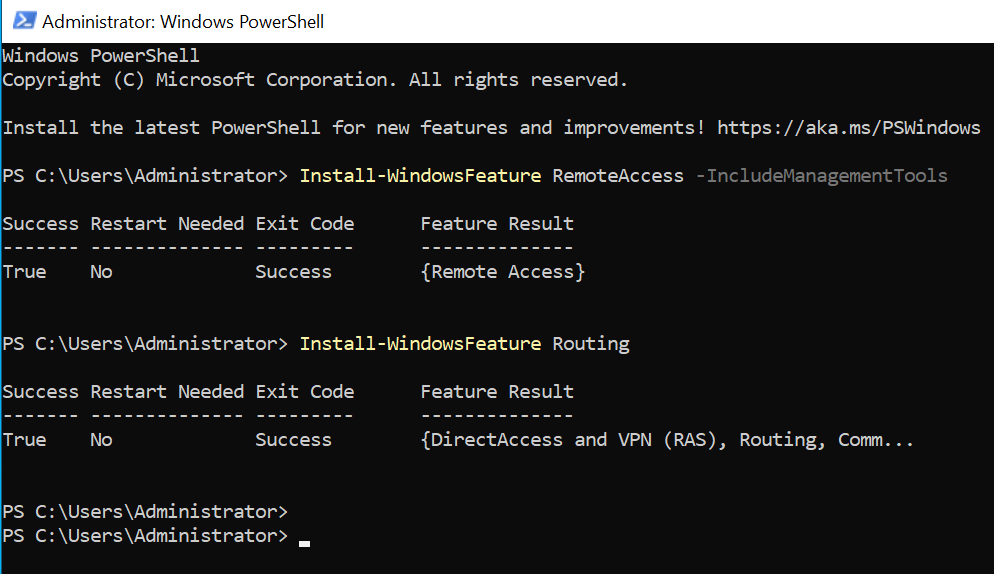 Administrator: Windows PowerShell
Windows PowerShell
Copyright (C) Microsoft Corporation. All rights reserved.
Install the latest PowerShell for new features and improvements! https://aka.ms/PSWindows
PS C:\Users\Administrator> Install-WindowsFeature RemoteAccess -IncludeManagementTools
Success Restart Needed Exit Code      Feature Result
------- -------------- ---------      --------------
True    No             Success        {Remote Access}
PS C:\Users\Administrator> Install-WindowsFeature Routing
Success Restart Needed Exit Code      Feature Result
------- -------------- ---------      --------------
True    No             Success        {DirectAccess and VPN (RAS), Routing, Comm...
PS C:\Users\Administrator>
PS C:\Users\Administrator>